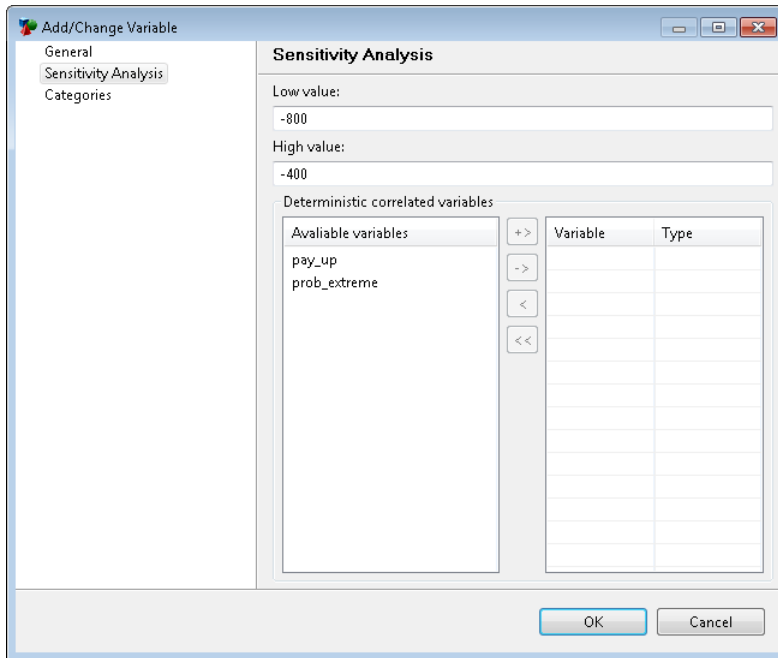 Add/Change Variable
General
Sensitivity Analysis
Categories
Sensitivity Analysis
Low value:
-800
High value:
-400
Deterministic correlated variables
Avaliable variables
pay_up
prob_extreme
+>
->
<
<<
Variable Type
OK Cancel